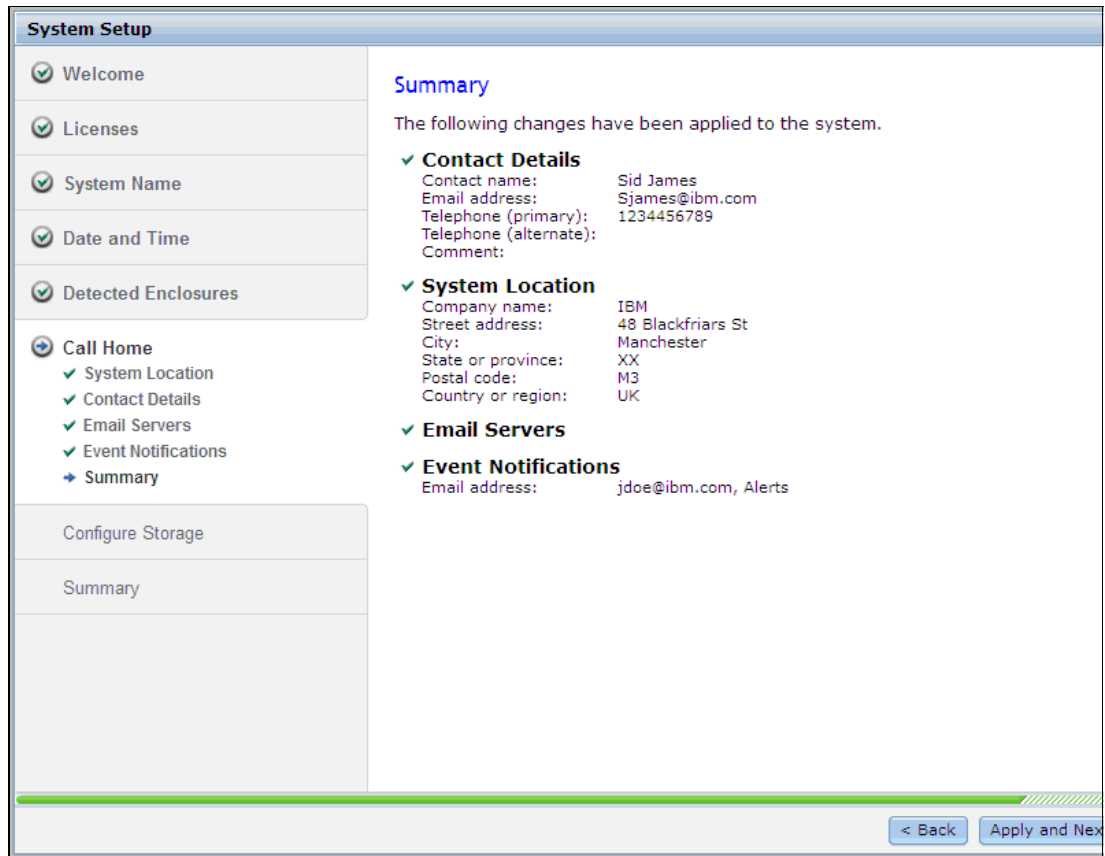 System Setup
Welcome
Licenses
System Name
Date and Time
Detected Enclosures
Call Home
System Location
Contact Details
Email Servers
Event Notifications
Summary
Configure Storage
Summary
Summary
The following changes have been applied to the system.
Contact Details
Contact name: Sid James
Email address: Sjames@ibm.com
Telephone (primary): 1234456789
Telephone (alternate):
Comment:
System Location
Company name: IBM
Street address: 48 Blackfriars St
City: Manchester
State or province: XX
Postal code: M3
Country or region: UK
Email Servers
Event Notifications
Email address: jdoe@ibm.com, Alerts
< Back
Apply and Nex